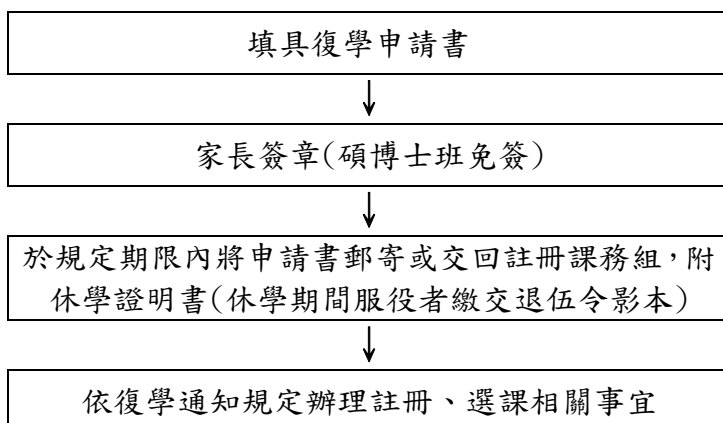 填具復學申請書
家長簽章(碩博士班免簽)
於規定期限內將申請書郵寄或交回註冊課務組，附
休學證明書(休學期間服役者繳交退伍令影本)
依復學通知規定辦理註冊、選課相關事宜